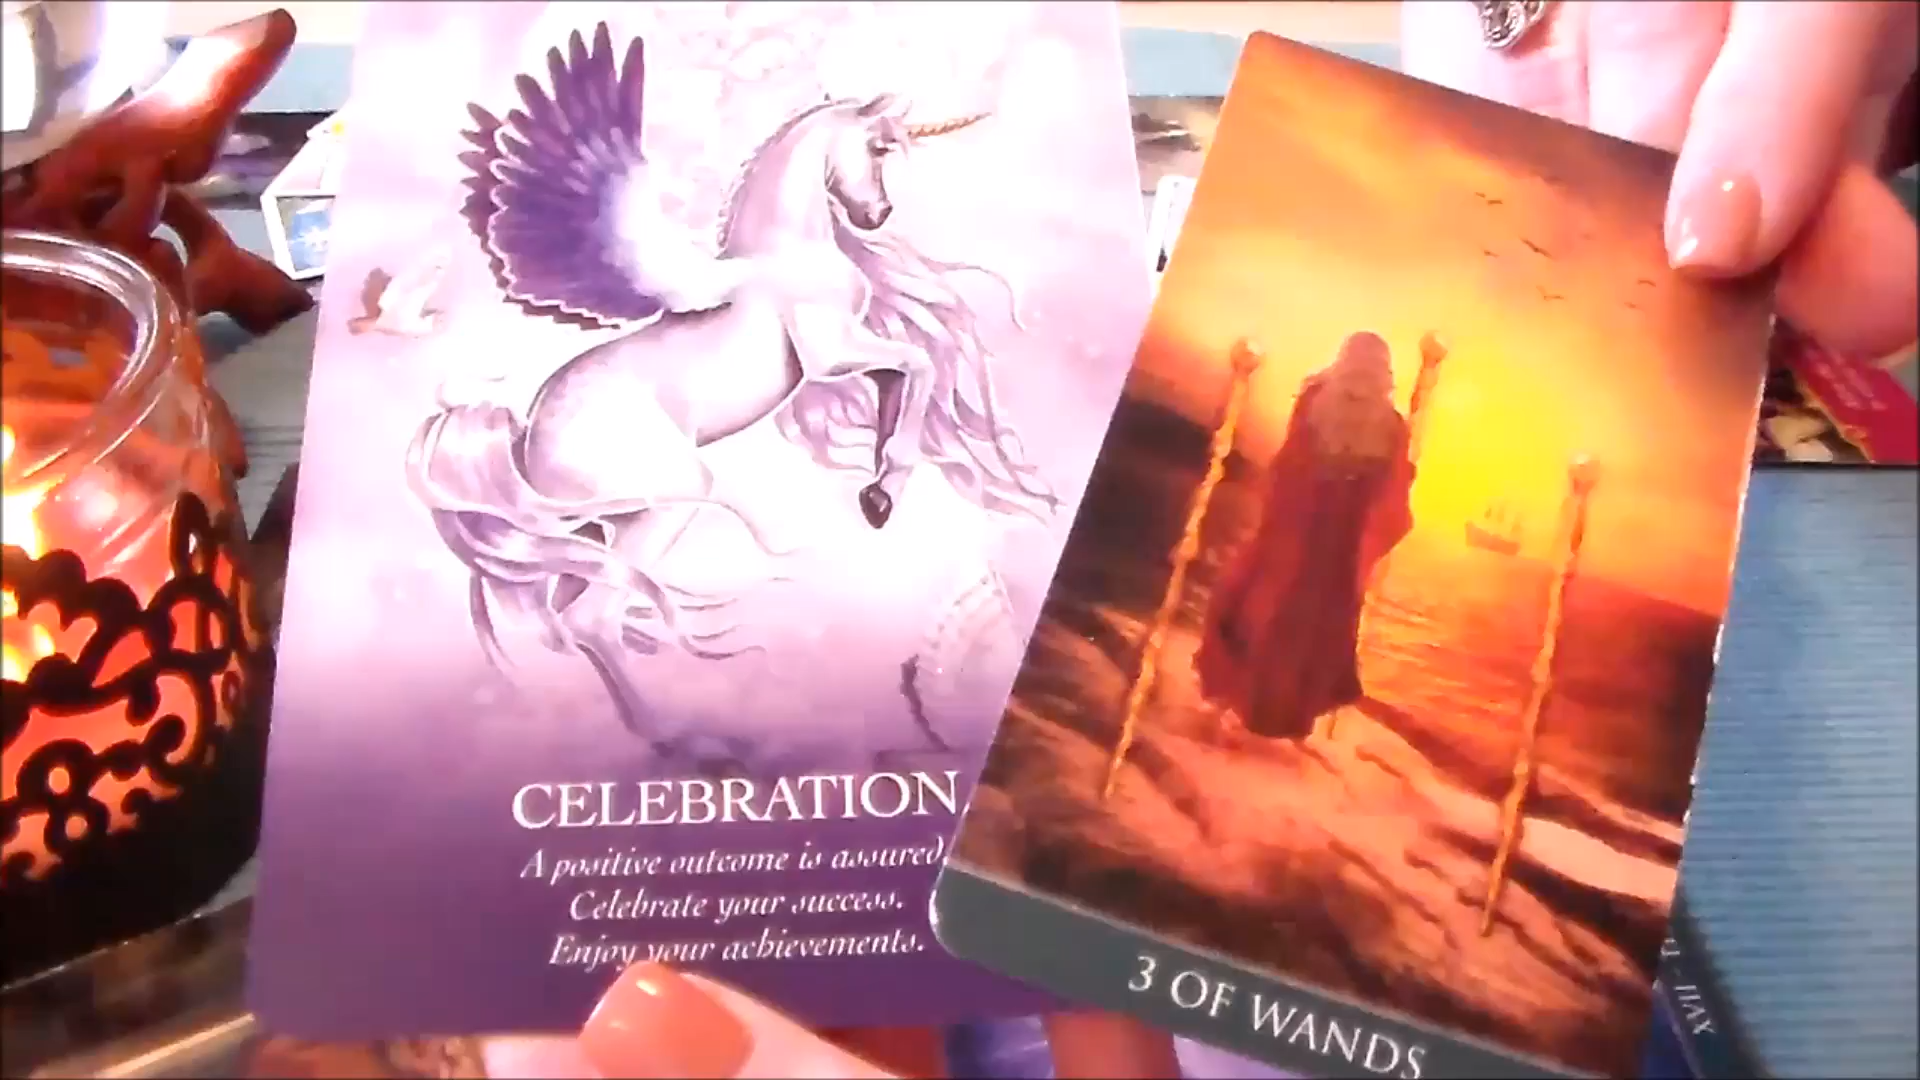 CELEBRATION
A positive outcome is assured.
Celebrate your success.
Enjoy your achievements.
3 OF WANDS